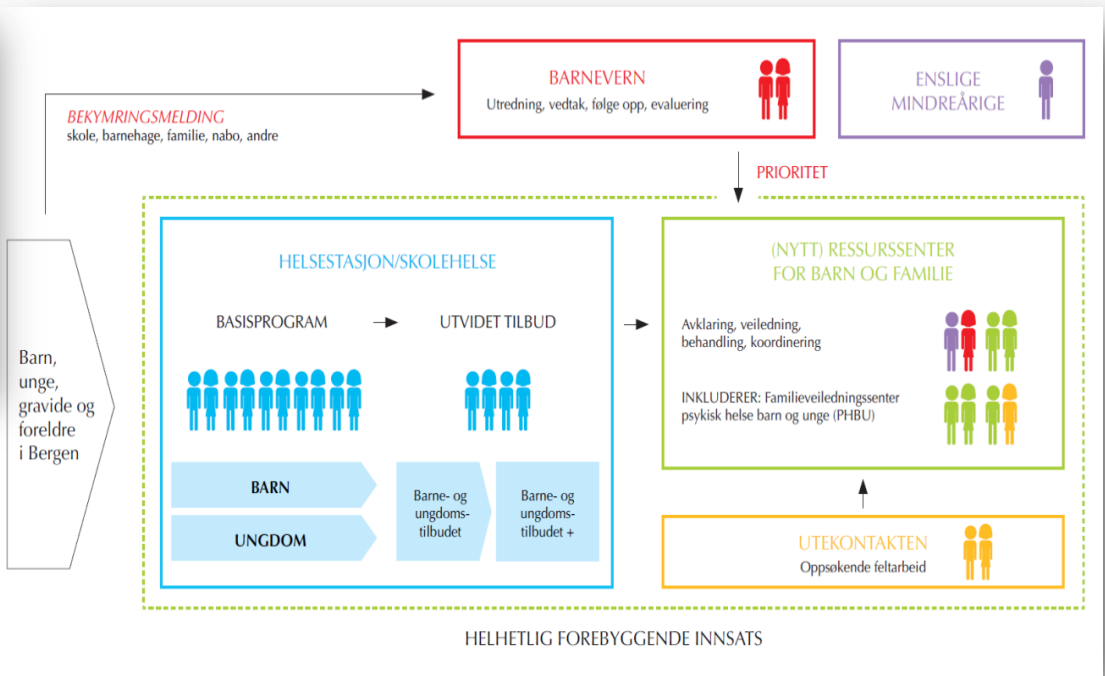 BARNEVERN
Utredning, vedtak, følge opp, evaluering
ENSLIGE
MINDREÅRIGE
BEKYMRINGSMELDING
skole, barnehage, familie, nabo, andre
PRIORITET
Barn,
unge,
gravide og
foreldre
i Bergen
HELSESTASJON/SKOLEHELSE
BASISPROGRAM
UTVIDET TILBUD
BARN
UNGDOM
Barne- og
ungdoms-
tilbudet
Barne- og
ungdoms-
tilbudet +
(NYTT) RESSURSSENTER
FOR BARN OG FAMILIE
Avklaring, veiledning,
behandling, koordinering
INKLUDERER: Familieveiledningssenter
psykisk helse barn og unge (PHBU)
UTEKONTAKTEN
Oppsøkende feltarbeid
HELHETLIG FOREBYGGENDE INNSATS